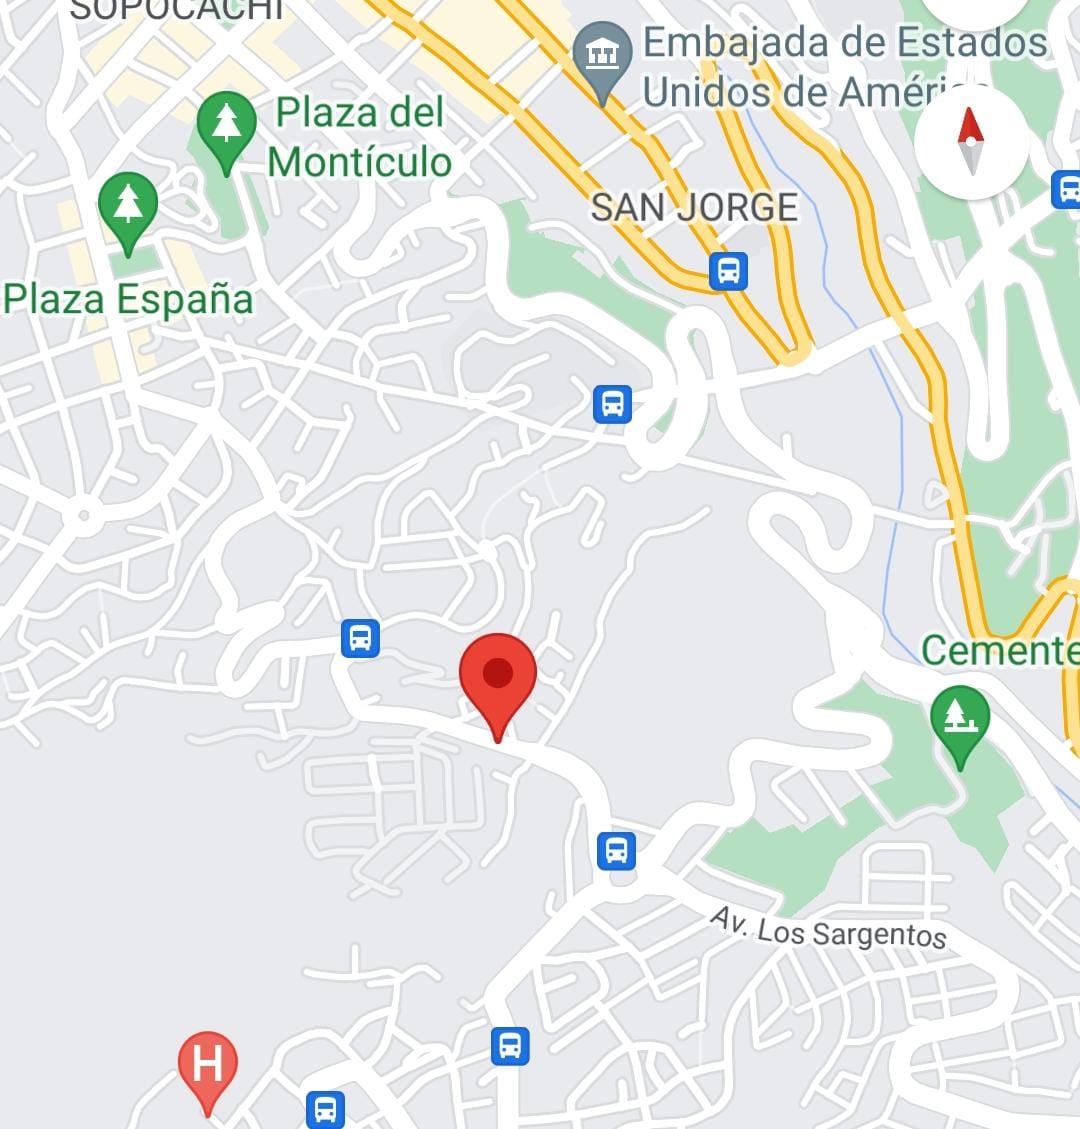 SOPOCACHI
Embajada de Estados
Unidos de Améri
Plaza del
Montículo
SAN JORGE
Plaza España
Cemente
Av. Los Sargentos
H